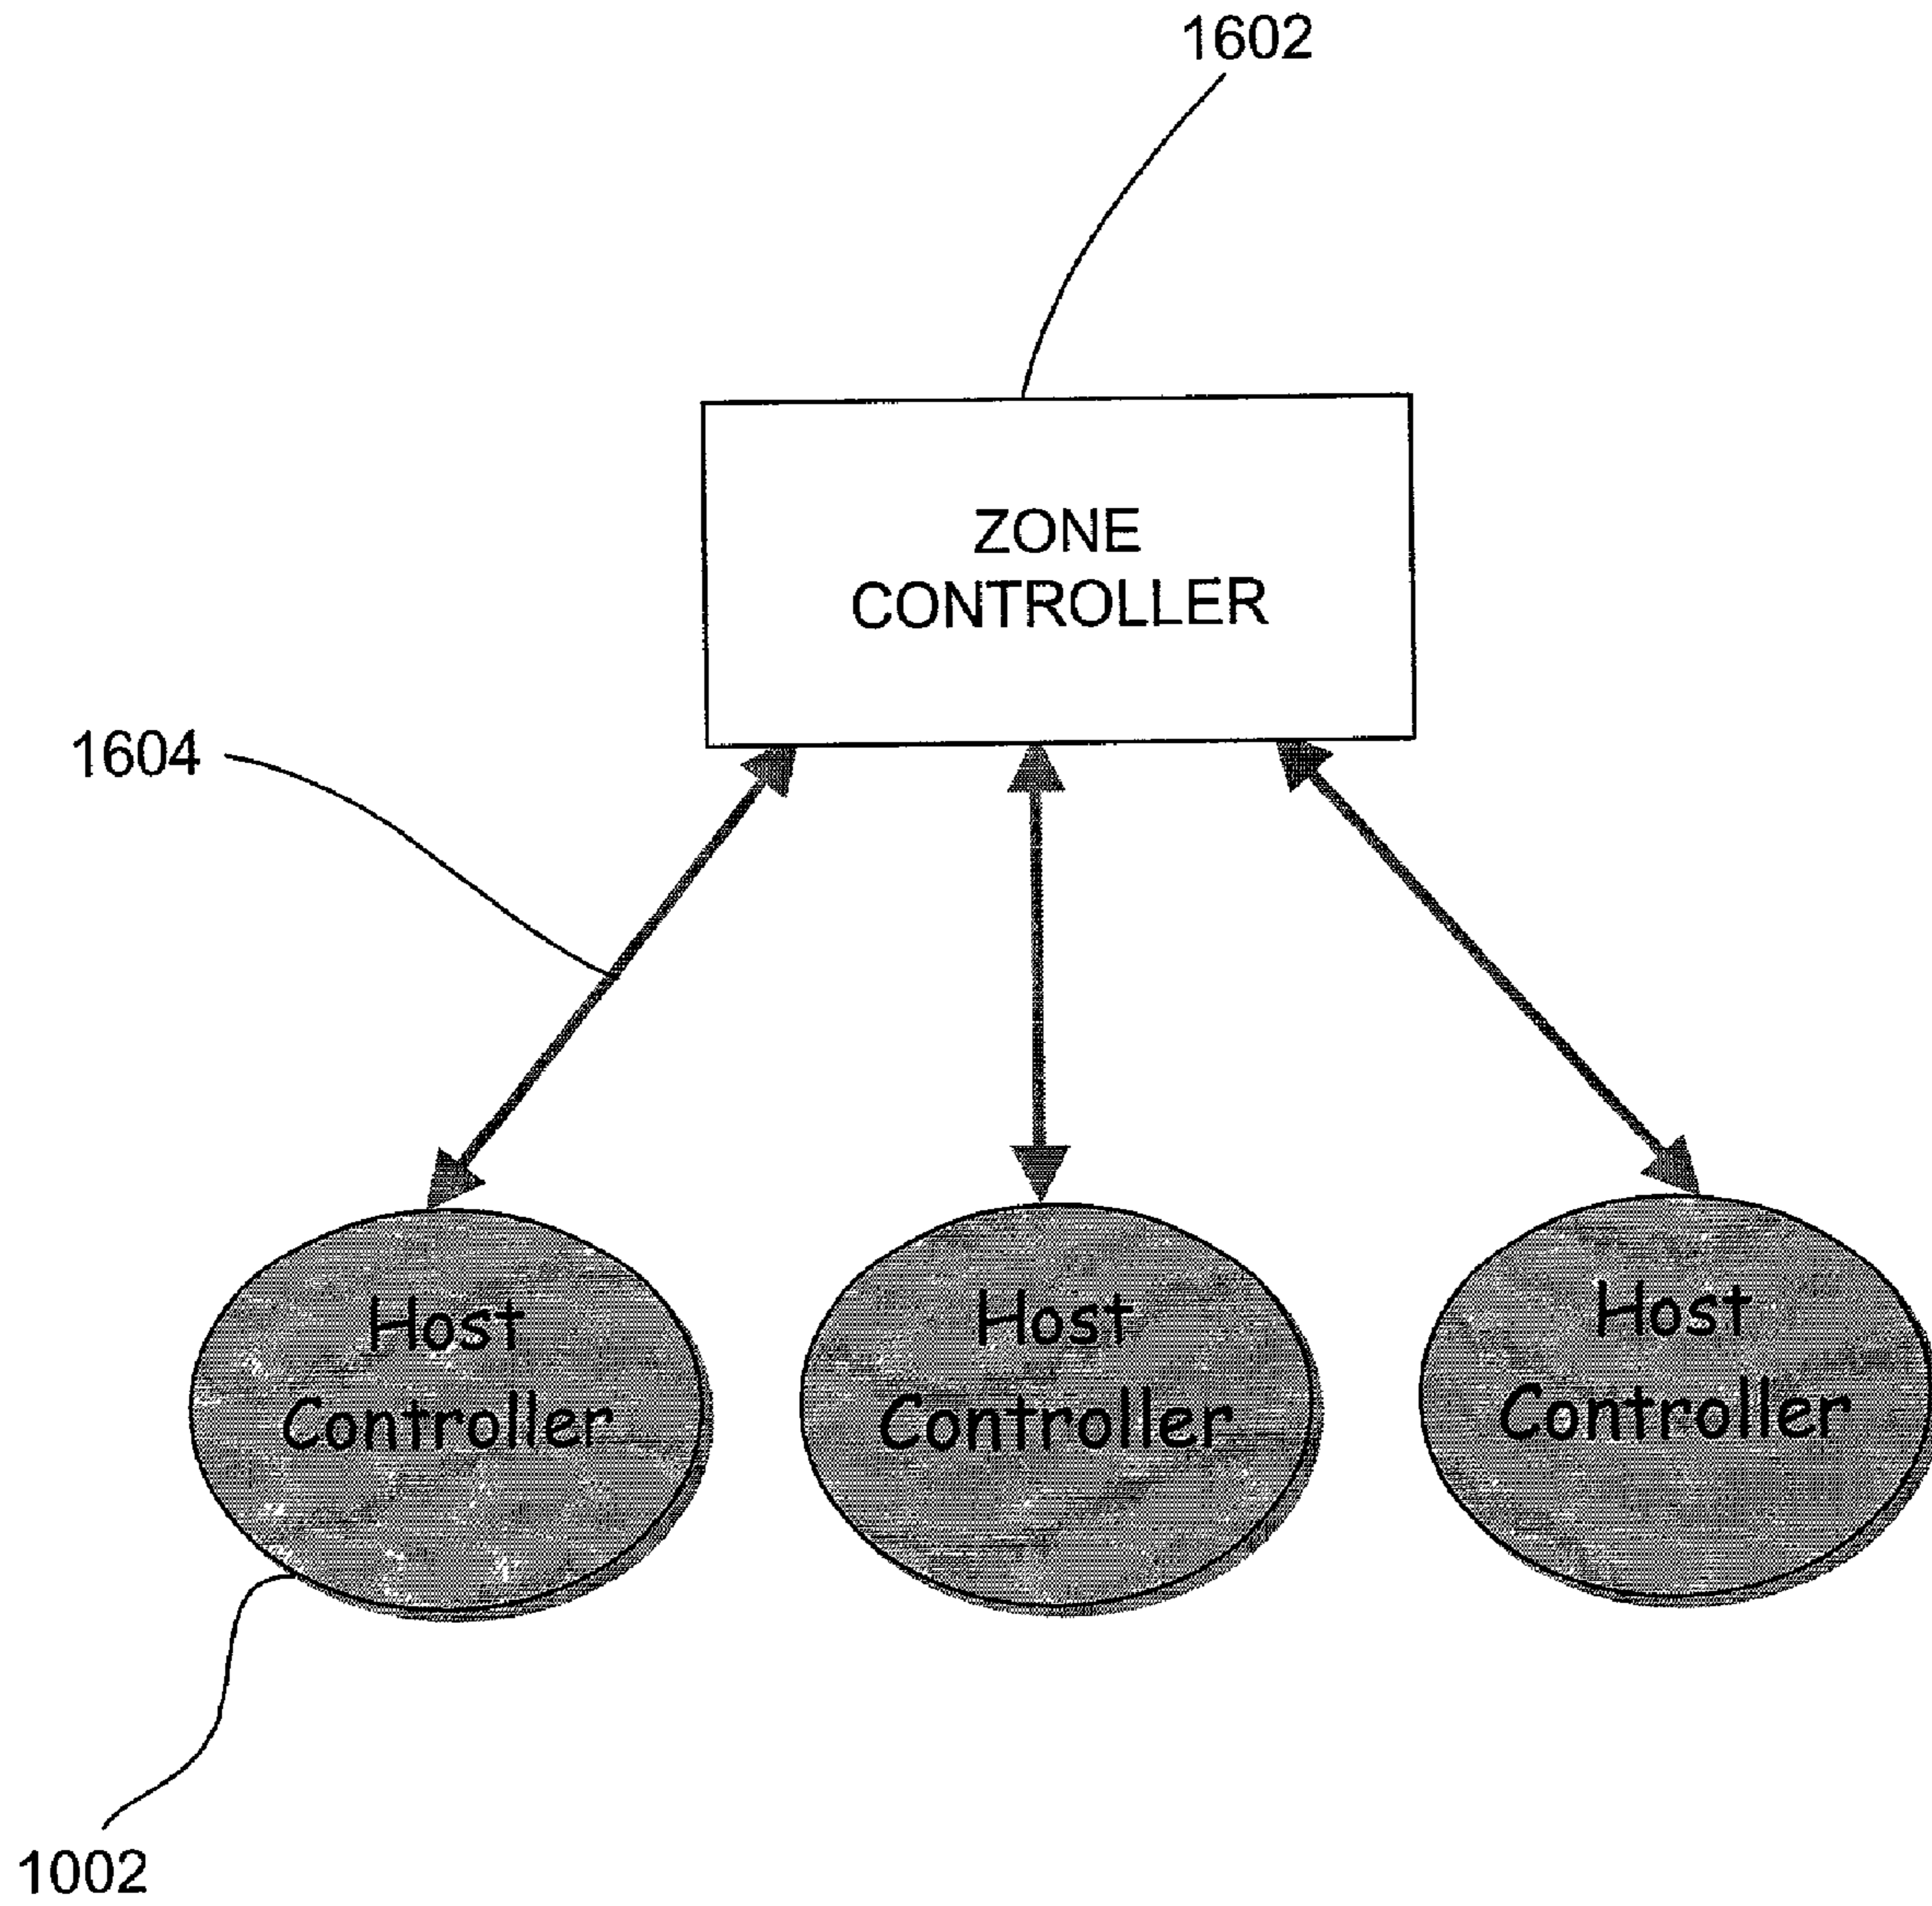 1602
ZONE
CONTROLLER
1604
Host
Controller
Host
Controller
Host
Controller
1002